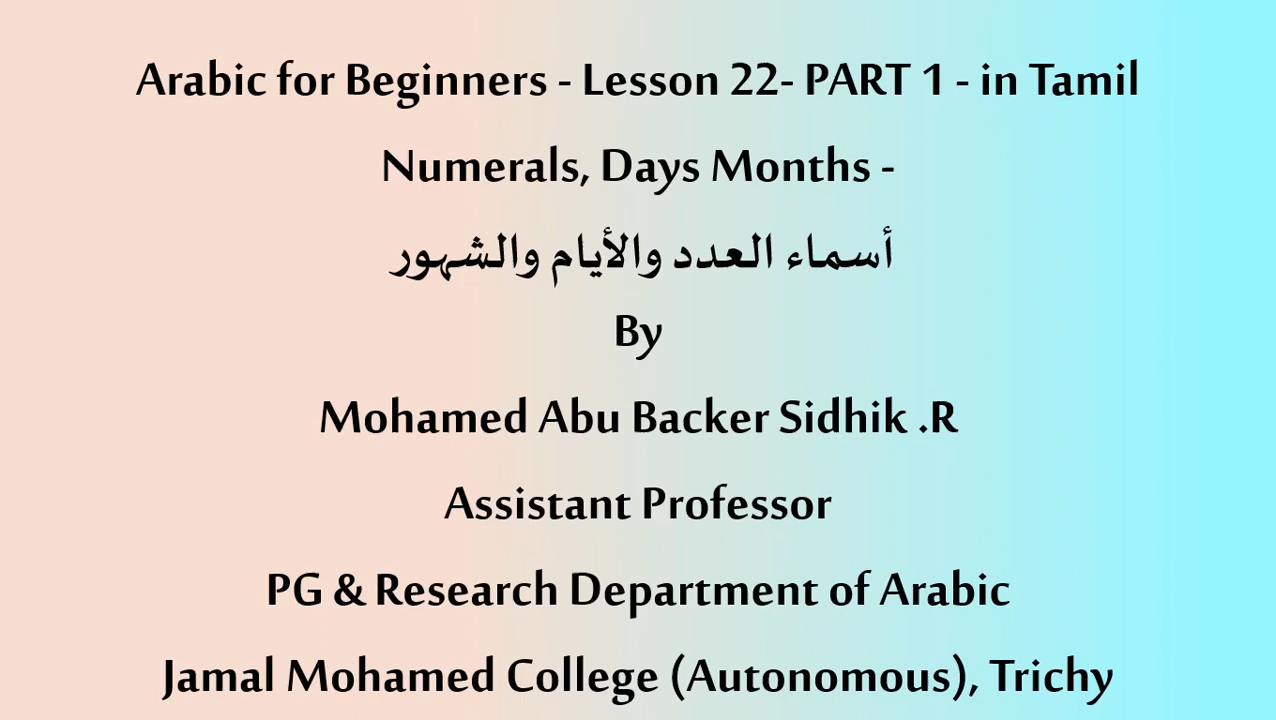 Arabic for Beginners - Lesson 22- PART 1 - in Tamil
Numerals, Days Months -
أسماء العدد والأيام والشهور
By
Mohamed Abu Backer Sidhik .R
Assistant Professor
PG & Research Department of Arabic
Jamal Mohamed College (Autonomous), Trichy